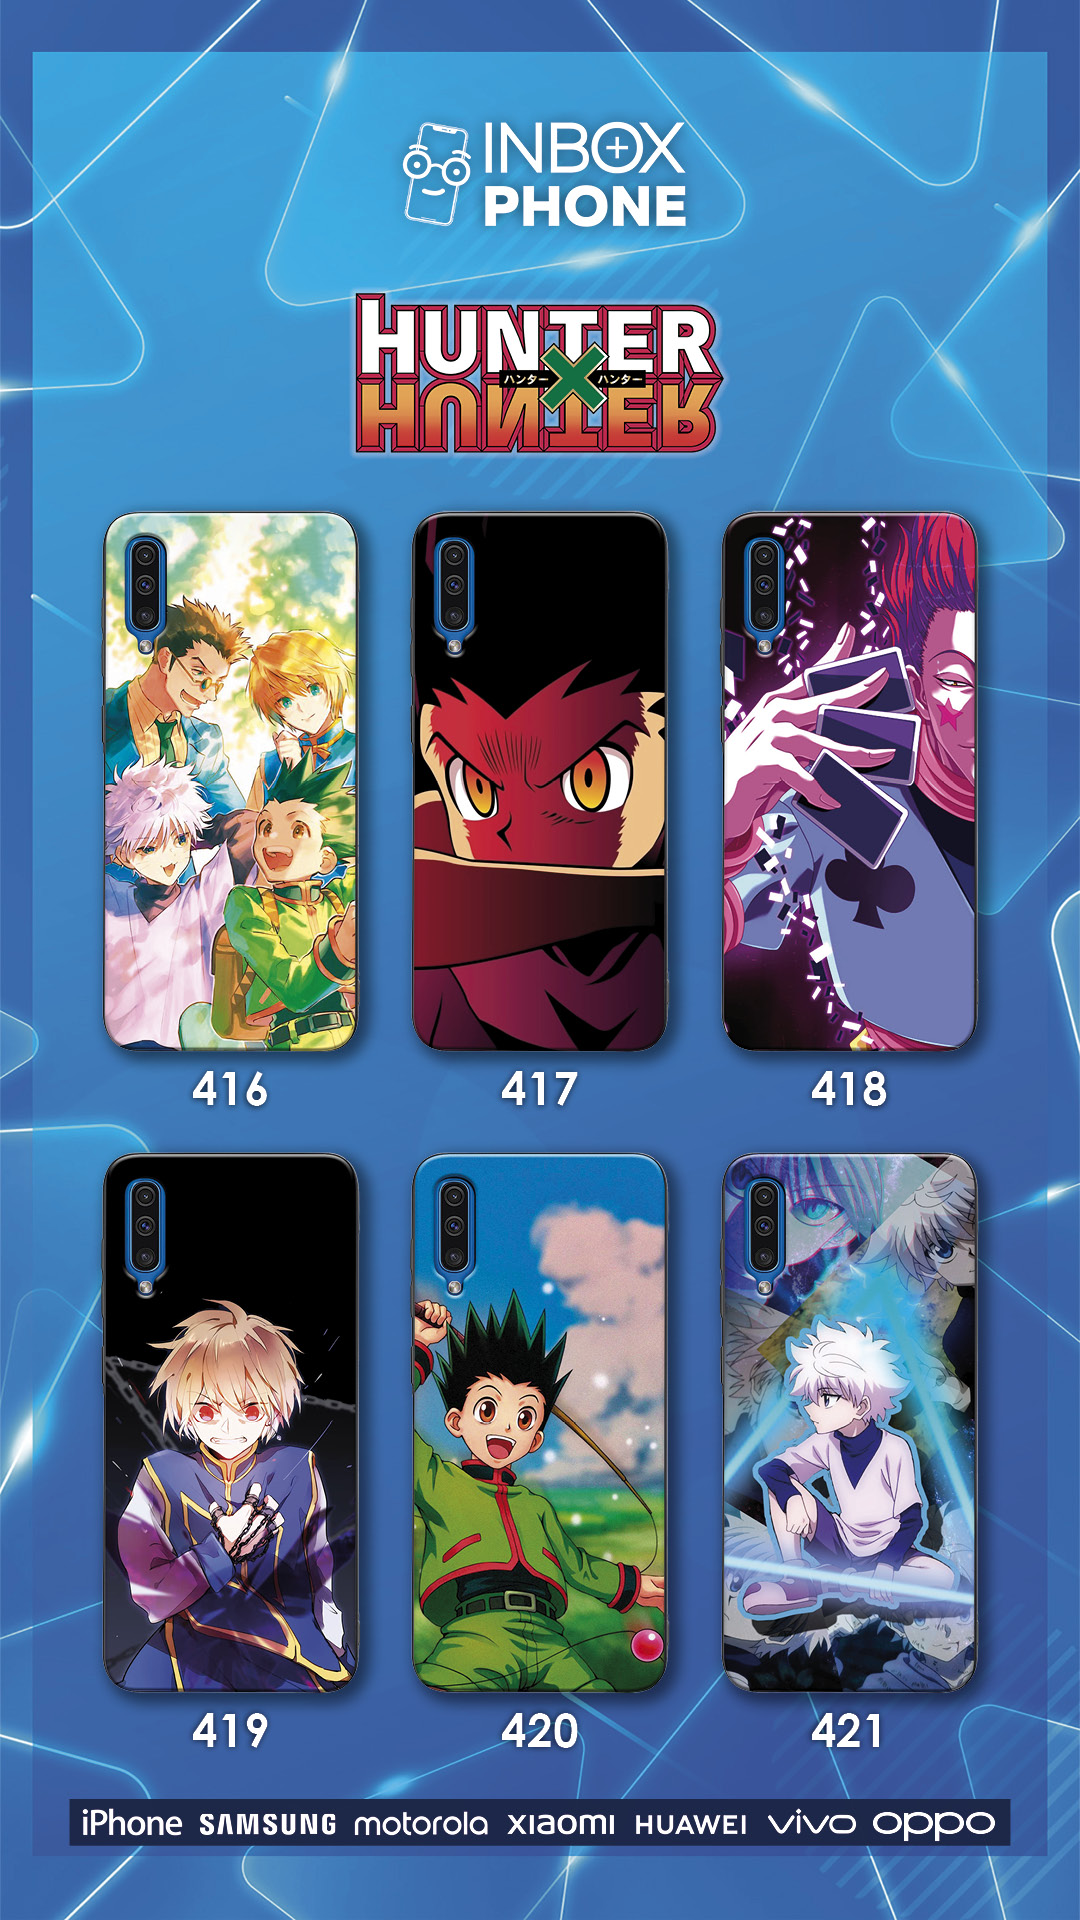 INBOX
PHONE
HUNTER
ハンター × ハンター
HUNTER
416
417
418
419
420
421
iPhone SAMSUNG motorola XIAOMI HUAWEI vivo oppo